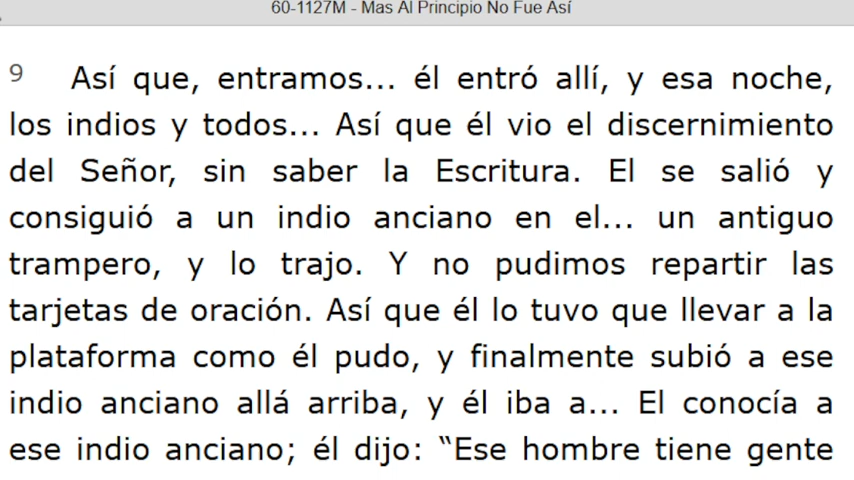 60-1127M - Mas Al Principio No Fue Así
9 Así que, entramos... él entró allí, y esa noche,
los indios y todos... Así que él vio el discernimiento
del Señor, sin saber la Escritura. El se salió y
consiguió a un indio anciano en el... un antiguo
trampero, y lo trajo. Y no pudimos repartir las
tarjetas de oración. Así que él lo tuvo que llevar a la
plataforma como él pudo, y finalmente subió a ese
indio anciano allá arriba, y él iba a... El conocía a
ese indio anciano; él dijo: “Ese hombre tiene gente